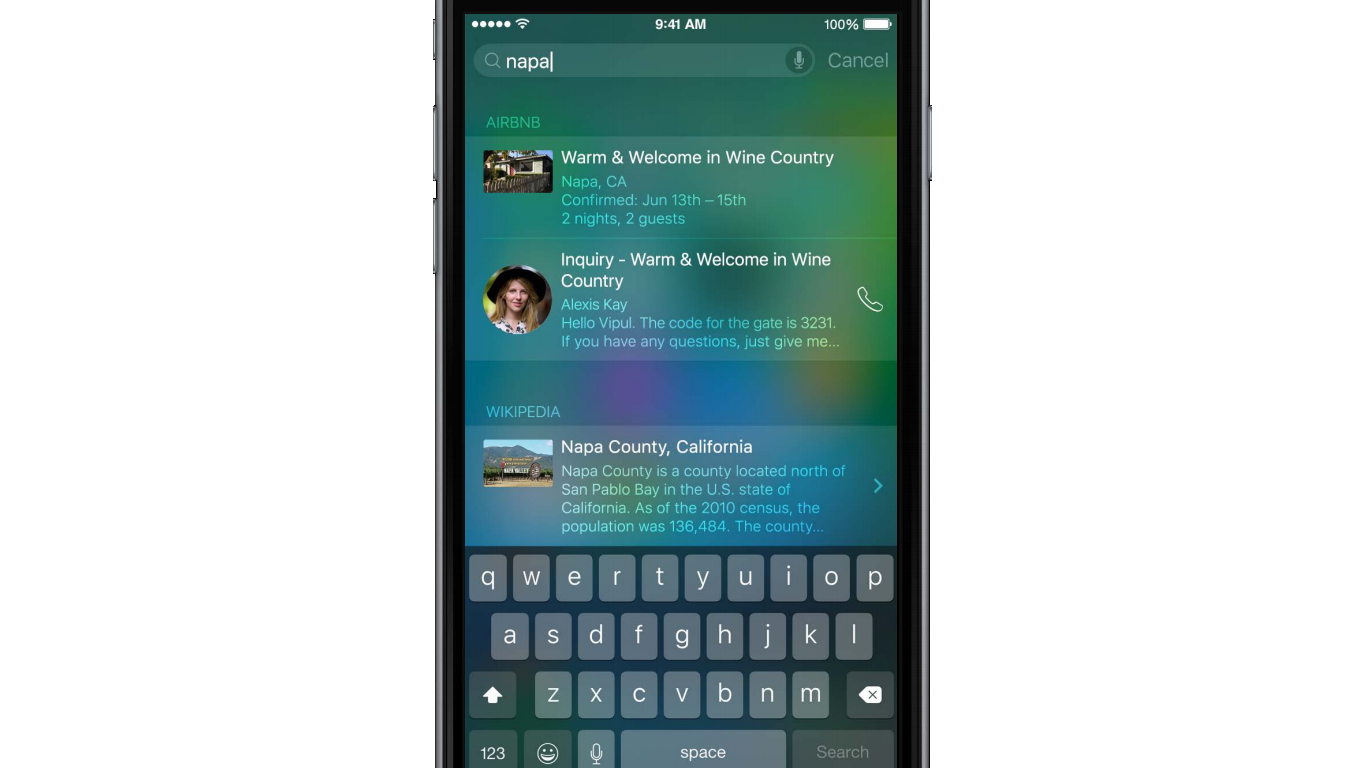 9:41 AM 100%
napa Cancel
AIRBNB
Warm & Welcome in Wine Country
Napa, CA
Confirmed: Jun 13th – 15th
2 nights, 2 guests
Inquiry - Warm & Welcome in Wine
Country
Alexis Kay
Hello Vipul. The code for the gate is 3231.
If you have any questions, just give me...
WIKIPEDIA
NAPA VALLEY
Napa County, California
Napa County is a county located north of
San Pablo Bay in the U.S. state of
California. As of the 2010 census, the
population was 136,484. The county...
q w e r t y u i o p
a s d f g h j k l
z x c v b n m
123 space Search